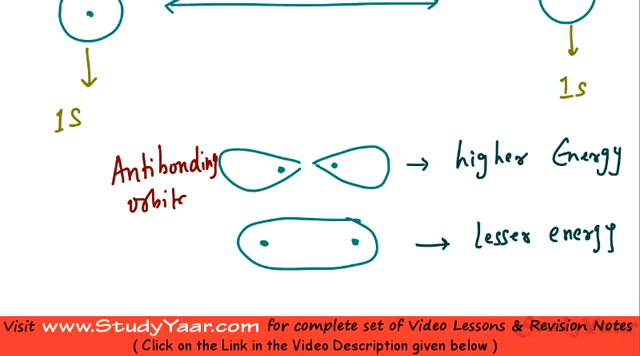 1s
1s
Antibonding
orbit
→ higher Energy
→ lesser energy
Visit www.StudyYaar.com for complete set of Video Lessons & Revision Notes
( Click on the Link in the Video Description given below )